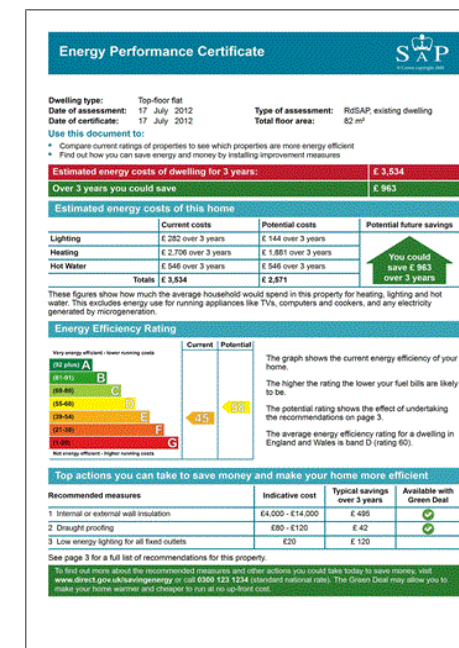 Energy Performance Certificate
SAP
© Crown copyright 2009
Dwelling type: Top-floor flat
Date of assessment: 17 July 2012 Type of assessment: RdSAP, existing dwelling
Date of certificate: 17 July 2012 Total floor area: 82 m²
Use this document to:
• Compare current ratings of properties to see which properties are more energy efficient
• Find out how you can save energy and money by installing improvement measures
Estimated energy costs of dwelling for 3 years: £ 3,534
Over 3 years you could save £ 963
Estimated energy costs of this home
Current costs Potential costs Potential future savings
Lighting £ 282 over 3 years £ 144 over 3 years
Heating £ 2,706 over 3 years £ 1,881 over 3 years
Hot Water £ 546 over 3 years £ 546 over 3 years
Totals £ 3,534 £ 2,571
You could
save £ 963
over 3 years
These figures show how much the average household would spend in this property for heating, lighting and hot
water. This excludes energy use for running appliances like TVs, computers and cookers, and any electricity
generated by microgeneration.
Energy Efficiency Rating
Current Potential
Very energy efficient - lower running costs
(92 plus) A
(81-91) B
(69-80) C
(55-68) D
(39-54) E
(21-38) F
(1-20) G
Not energy efficient - higher running costs
45
58
The graph shows the current energy efficiency of your
home.
The higher the rating the lower your fuel bills are likely
to be.
The potential rating shows the effect of undertaking
the recommendations on page 3.
The average energy efficiency rating for a dwelling in
England and Wales is band D (rating 60).
Top actions you can take to save money and make your home more efficient
Recommended measures Indicative cost Typical savings over 3 years Available with Green Deal
1 Internal or external wall insulation £4,000 - £14,000 £ 495
2 Draught proofing £80 - £120 £ 42
3 Low energy lighting for all fixed outlets £20 £ 120
See page 3 for a full list of recommendations for this property.
To find out more about the recommended measures and other actions you could take today to save money, visit
www.direct.gov.uk/savingenergy or call 0300 123 1234 (standard national rate). The Green Deal may allow you to
make your home warmer and cheaper to run at no up-front cost.